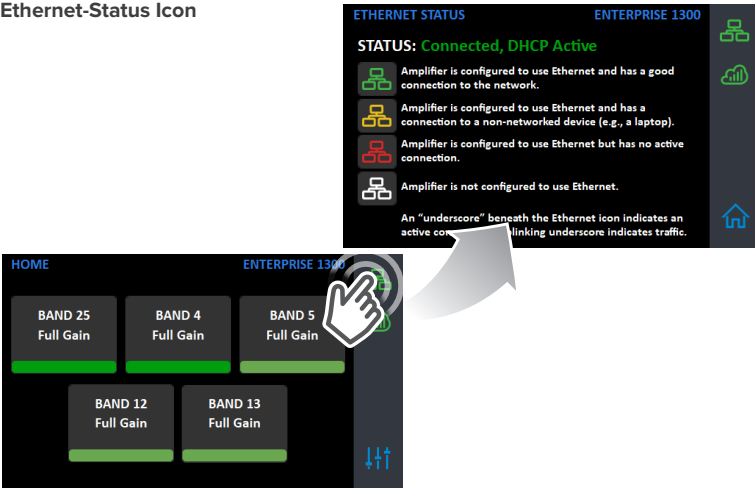 Ethernet-Status Icon
ETHERNET STATUS
ENTERPRISE 1300
STATUS: Connected, DHCP Active
Amplifier is configured to use Ethernet and has a good
connection to the network.
Amplifier is configured to use Ethernet and has a
connection to a non-networked device (e.g., a laptop).
Amplifier is configured to use Ethernet but has no active
connection.
Amplifier is not configured to use Ethernet.
An “underscore” beneath the Ethernet icon indicates an
active blinking underscore indicates traffic.
HOME
ENTERPRISE 1300
BAND 25
Full Gain
BAND 4
Full Gain
BAND 5
Full Gain
BAND 12
Full Gain
BAND 13
Full Gain